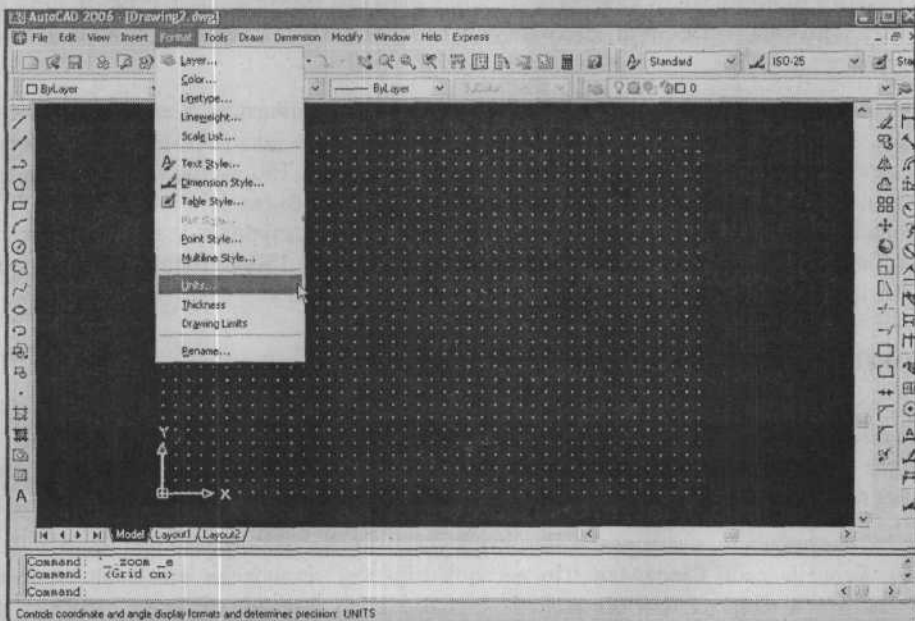 AutoCAD 2006 - [Drawing2.dwg]
File Edit View Insert Format Tools Draw Dimension Modify Window Help Express
Standard ISO-25
ByLayer ByLayer 0
Layer...
Color...
Linetype...
Lineweight...
Scale List...
Text Style...
Dimension Style...
Table Style...
Point Style...
Multiline Style...
Units...
Thickness
Drawing Limits
Rename...
Y
X
A
Model Layout1 Layout2
Command: '_.zoom _e
Command: <Grid on>
Command:
Controls coordinate and angle display formats and determines precision: UNITS